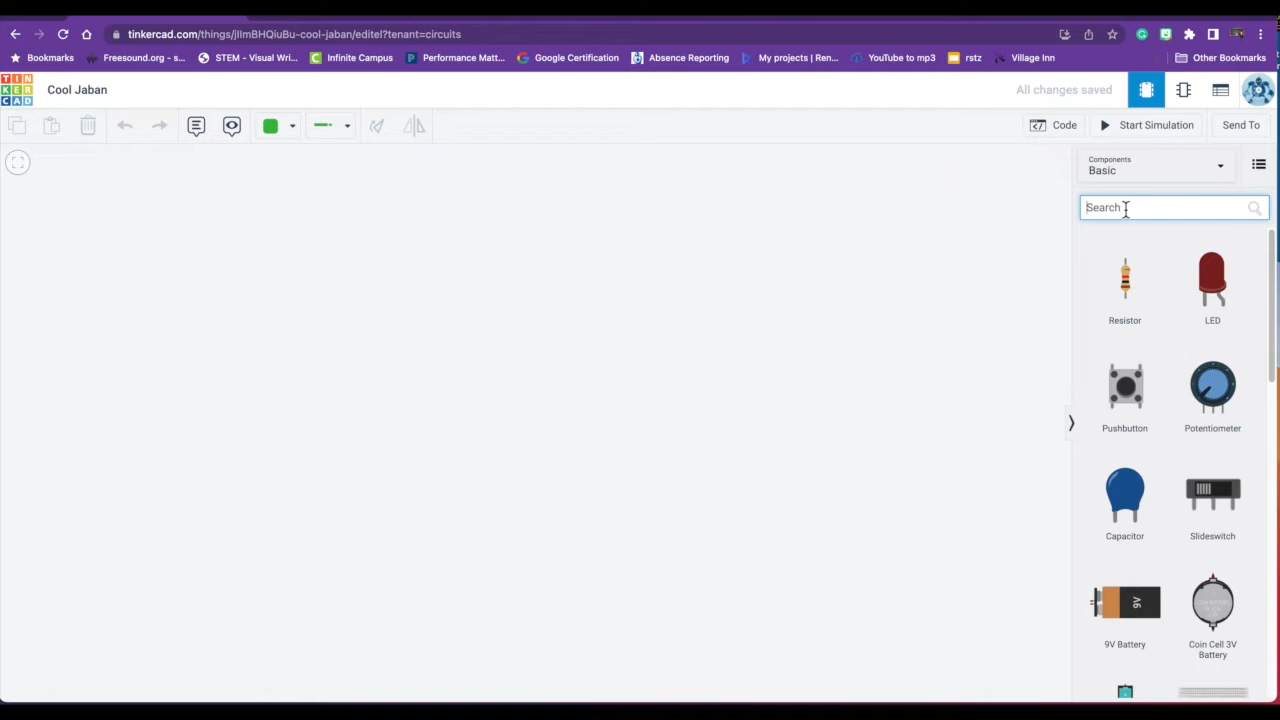 tinkercad.com/things/jIImBHQiuBu-cool-jaban/editel?tenant=circuits
Bookmarks Freesound.org - s... STEM - Visual Wri... Infinite Campus Performance Matt... Google Certification Absence Reporting My projects | Ren... YouTube to mp3 rstz Village Inn » Other Bookmarks
TIN
KER
CAD
Cool Jaban
All changes saved
Code Start Simulation Send To
Components
Basic
Search
Resistor LED
Pushbutton Potentiometer
Capacitor Slideswitch
9V
9V Battery Coin Cell 3V
Battery